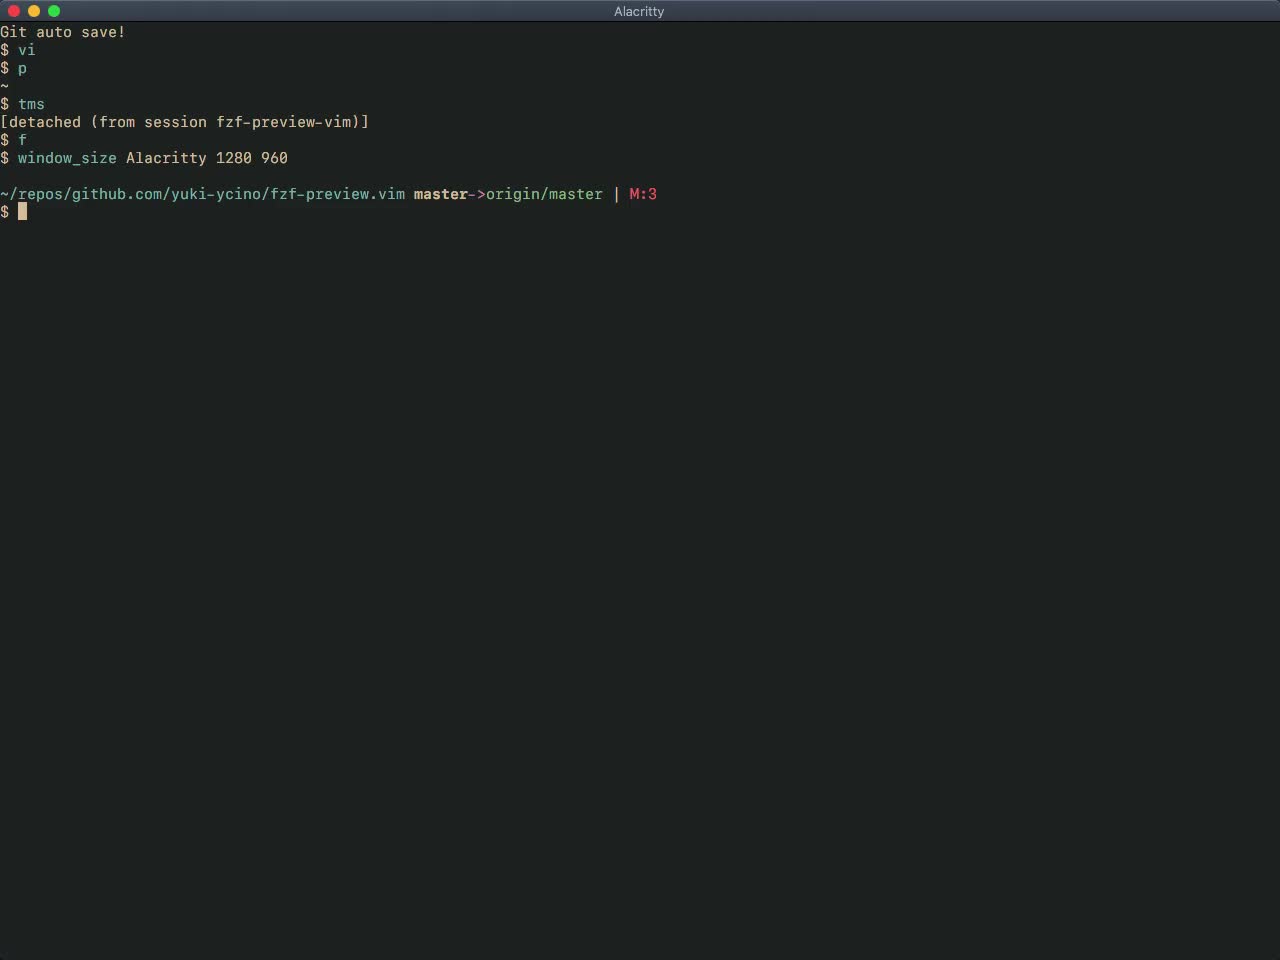 Alacritty
Git auto save!
$ vi
$ p
~
$ tms
[detached (from session fzf-preview-vim)]
$ f
$ window_size Alacritty 1280 960
~/repos/github.com/yuki-ycino/fzf-preview.vim master->origin/master | M:3
$